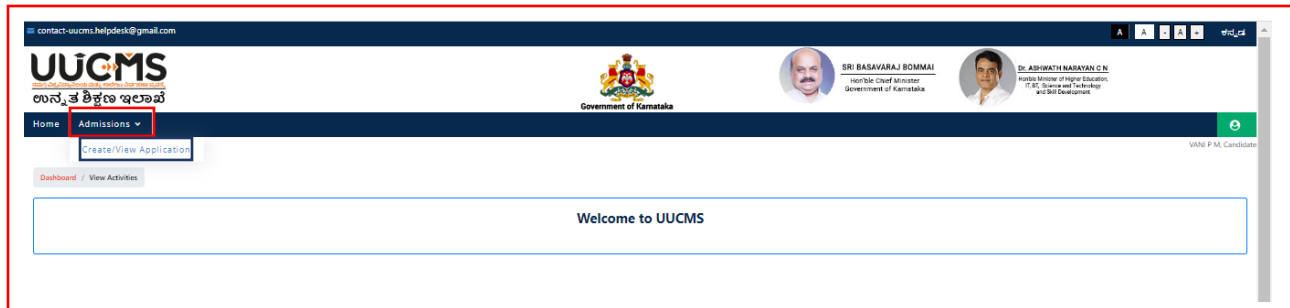 contact-uucms.helpdesk@gmail.com
A A - A + ಕನ್ನಡ
UUCMS
ಉನ್ನತ ಶಿಕ್ಷಣ ಇಲಾಖೆ
Government of Karnataka
SRI BASAVARAJ BOMMAI
Hon'ble Chief Minister
Government of Karnataka
Dr. ASHWATH NARAYAN C N
Hon'ble Minister of Higher Education,
IT, BT, Science and Technology
and Skill Development
Home Admissions
Create/View Application
VANI P M, Candidate
Dashboard / View Activities
Welcome to UUCMS